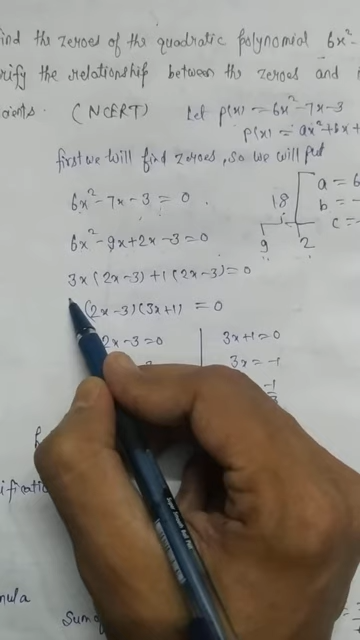 ind the zeroes of the quadratic polynomial 6x²
rify the relationship between the zeroes and
cients. (NCERT) Let p(x) = 6x²-7x-3
p(x) = ax²+bx+
first we will find zeroes, so we will put
6x²-7x-3=0
18 a = 6
b = -
c = -
9 2
6x²-9x+2x-3=0
3x(2x-3)+1(2x-3)=0
(2x-3)(3x+1) = 0
2x-3=0 3x+1=0
3x = -1
-1
ification
mula
Sum